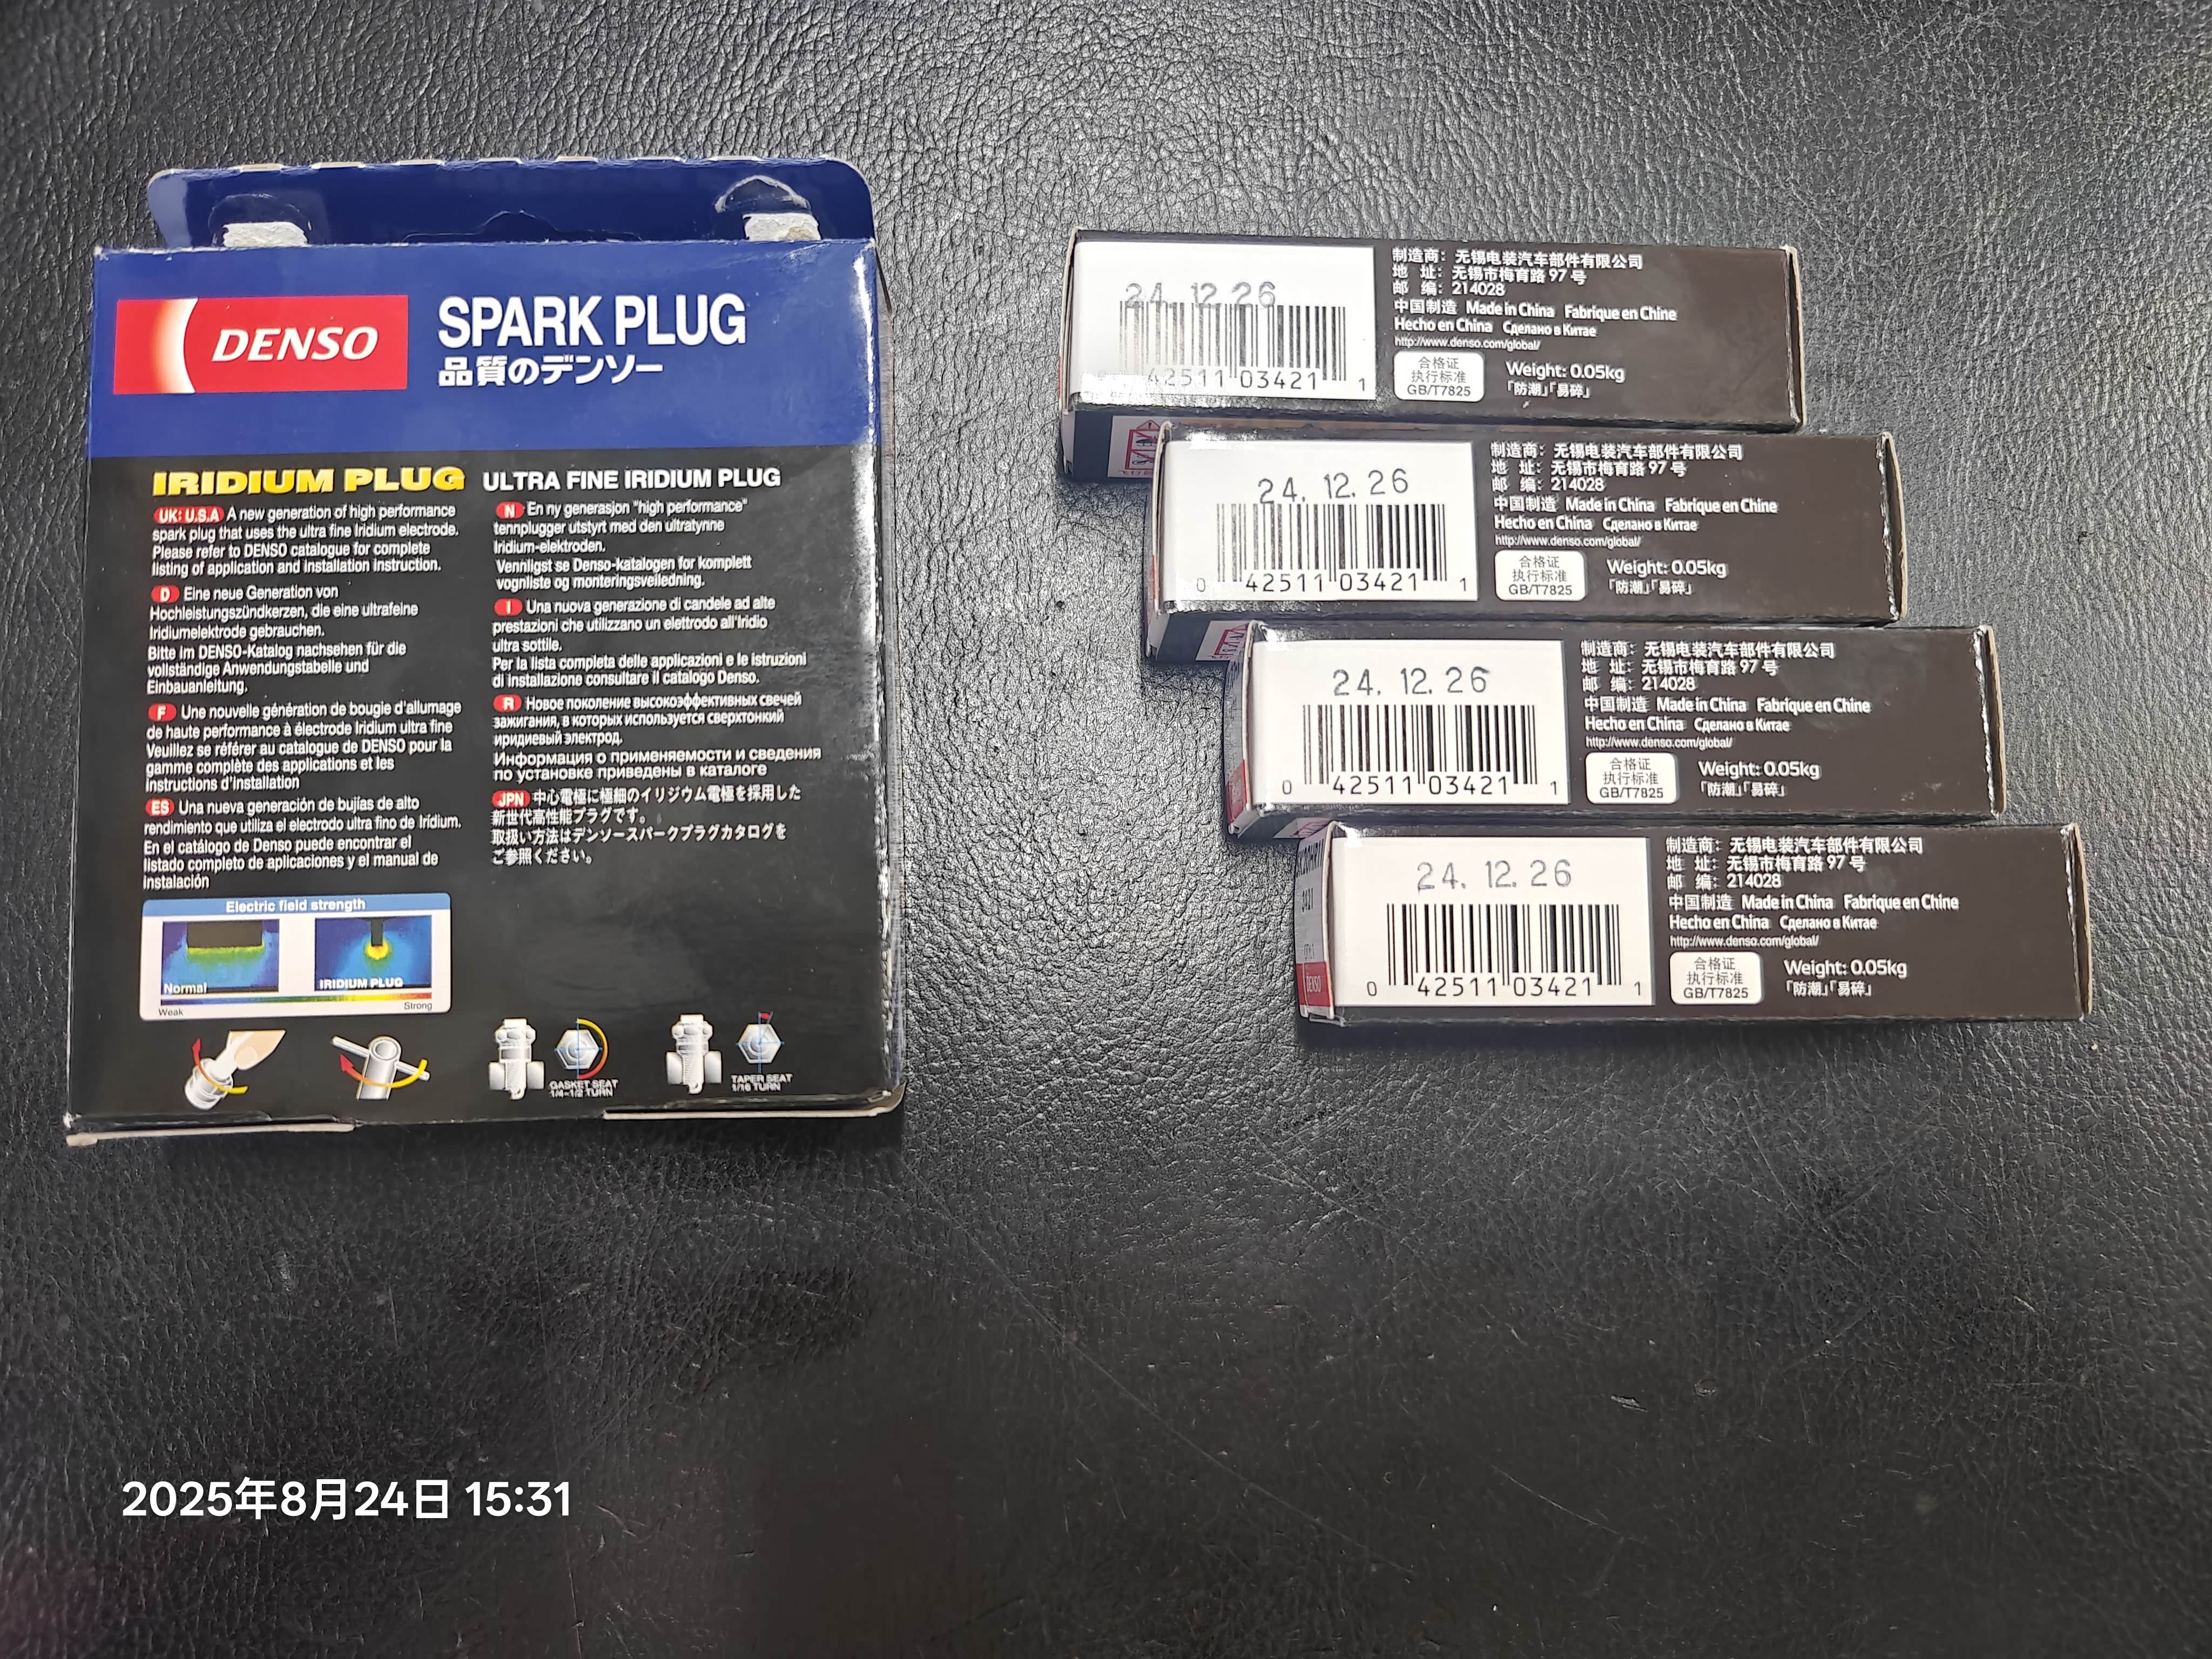 DENSO
SPARK PLUG
品質のデンソー
IRIDIUM PLUG
ULTRA FINE IRIDIUM PLUG
UK: U.S.A A new generation of high performance
spark plug that uses the ultra fine Iridium electrode.
Please refer to DENSO catalogue for complete
listing of application and installation instruction.
D Eine neue Generation von
Hochleistungszündkerzen, die eine ultrafeine
Iridiumelektrode gebrauchen.
Bitte im DENSO-Katalog nachsehen für die
vollständige Anwendungstabelle und
Einbauanleitung.
F Une nouvelle génération de bougie d'allumage
de haute performance à électrode Iridium ultra fine
Veuillez se référer au catalogue de DENSO pour la
gamme complète des applications et les
instructions d'installation
ES Una nueva generación de bujías de alto
rendimiento que utiliza el electrodo ultra fino de Irídium.
En el catálogo de Denso puede encontrar el
listado completo de aplicaciones y el manual de
instalación
N En ny generasjon "high performance"
tennplugger utstyrt med den ultratynne
Iridium-elektroden.
Vennligst se Denso-katalogen for komplett
vognliste og monteringsveiledning.
I Una nuova generazione di candele ad alte
prestazioni che utilizzano un elettrodo all'Iridio
ultra sottile.
Per la lista completa delle applicazioni e le istruzioni
di installazione consultare il catalogo Denso.
R Новое поколение высокоэффективных свечей
зажигания, в которых используется сверхтонкий
иридиевый электрод.
Информация о применяемости и сведения
по установке приведены в каталоге
JPN 中心電極に極細のイリジウム電極を採用した
新世代高性能プラグです。
取扱い方法はデンソースパークプラグカタログを
ご参照ください。
Electric field strength
Normal
IRIDIUM PLUG
Weak
Strong
GASKET SEAT
1/4-1/2 TURN
TAPER SEAT
1/16 TURN
24. 12. 26
42511 03421 1
制造商：无锡电装汽车部件有限公司
地 址：无锡市梅育路 97 号
邮 编：214028
中国制造 Made in China Fabrique en Chine
Hecho en China Сделано в Китае
http://www.denso.com/global/
合格证
执行标准
GB/T7825
Weight: 0.05kg
「防潮」「易碎」
24. 12. 26
0 42511 03421 1
制造商：无锡电装汽车部件有限公司
地 址：无锡市梅育路 97 号
邮 编：214028
中国制造 Made in China Fabrique en Chine
Hecho en China Сделано в Китае
http://www.denso.com/global/
合格证
执行标准
GB/T7825
Weight: 0.05kg
「防潮」「易碎」
24. 12. 26
0 42511 03421 1
制造商：无锡电装汽车部件有限公司
地 址：无锡市梅育路 97 号
邮 编：214028
中国制造 Made in China Fabrique en Chine
Hecho en China Сделано в Китае
http://www.denso.com/global/
合格证
执行标准
GB/T7825
Weight: 0.05kg
「防潮」「易碎」
24. 12. 26
0 42511 03421 1
制造商：无锡电装汽车部件有限公司
地 址：无锡市梅育路 97 号
邮 编：214028
中国制造 Made in China Fabrique en Chine
Hecho en China Сделано в Китае
http://www.denso.com/global/
合格证
执行标准
GB/T7825
Weight: 0.05kg
「防潮」「易碎」
3421
DENSO
2025年8月24日 15:31